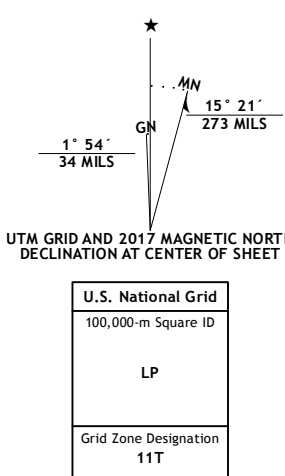 MN
15° 21´
273 MILS
GN
1° 54´
34 MILS
UTM GRID AND 2017 MAGNETIC NORTH
DECLINATION AT CENTER OF SHEET
U.S. National Grid
100,000-m Square ID
LP
Grid Zone Designation
11T